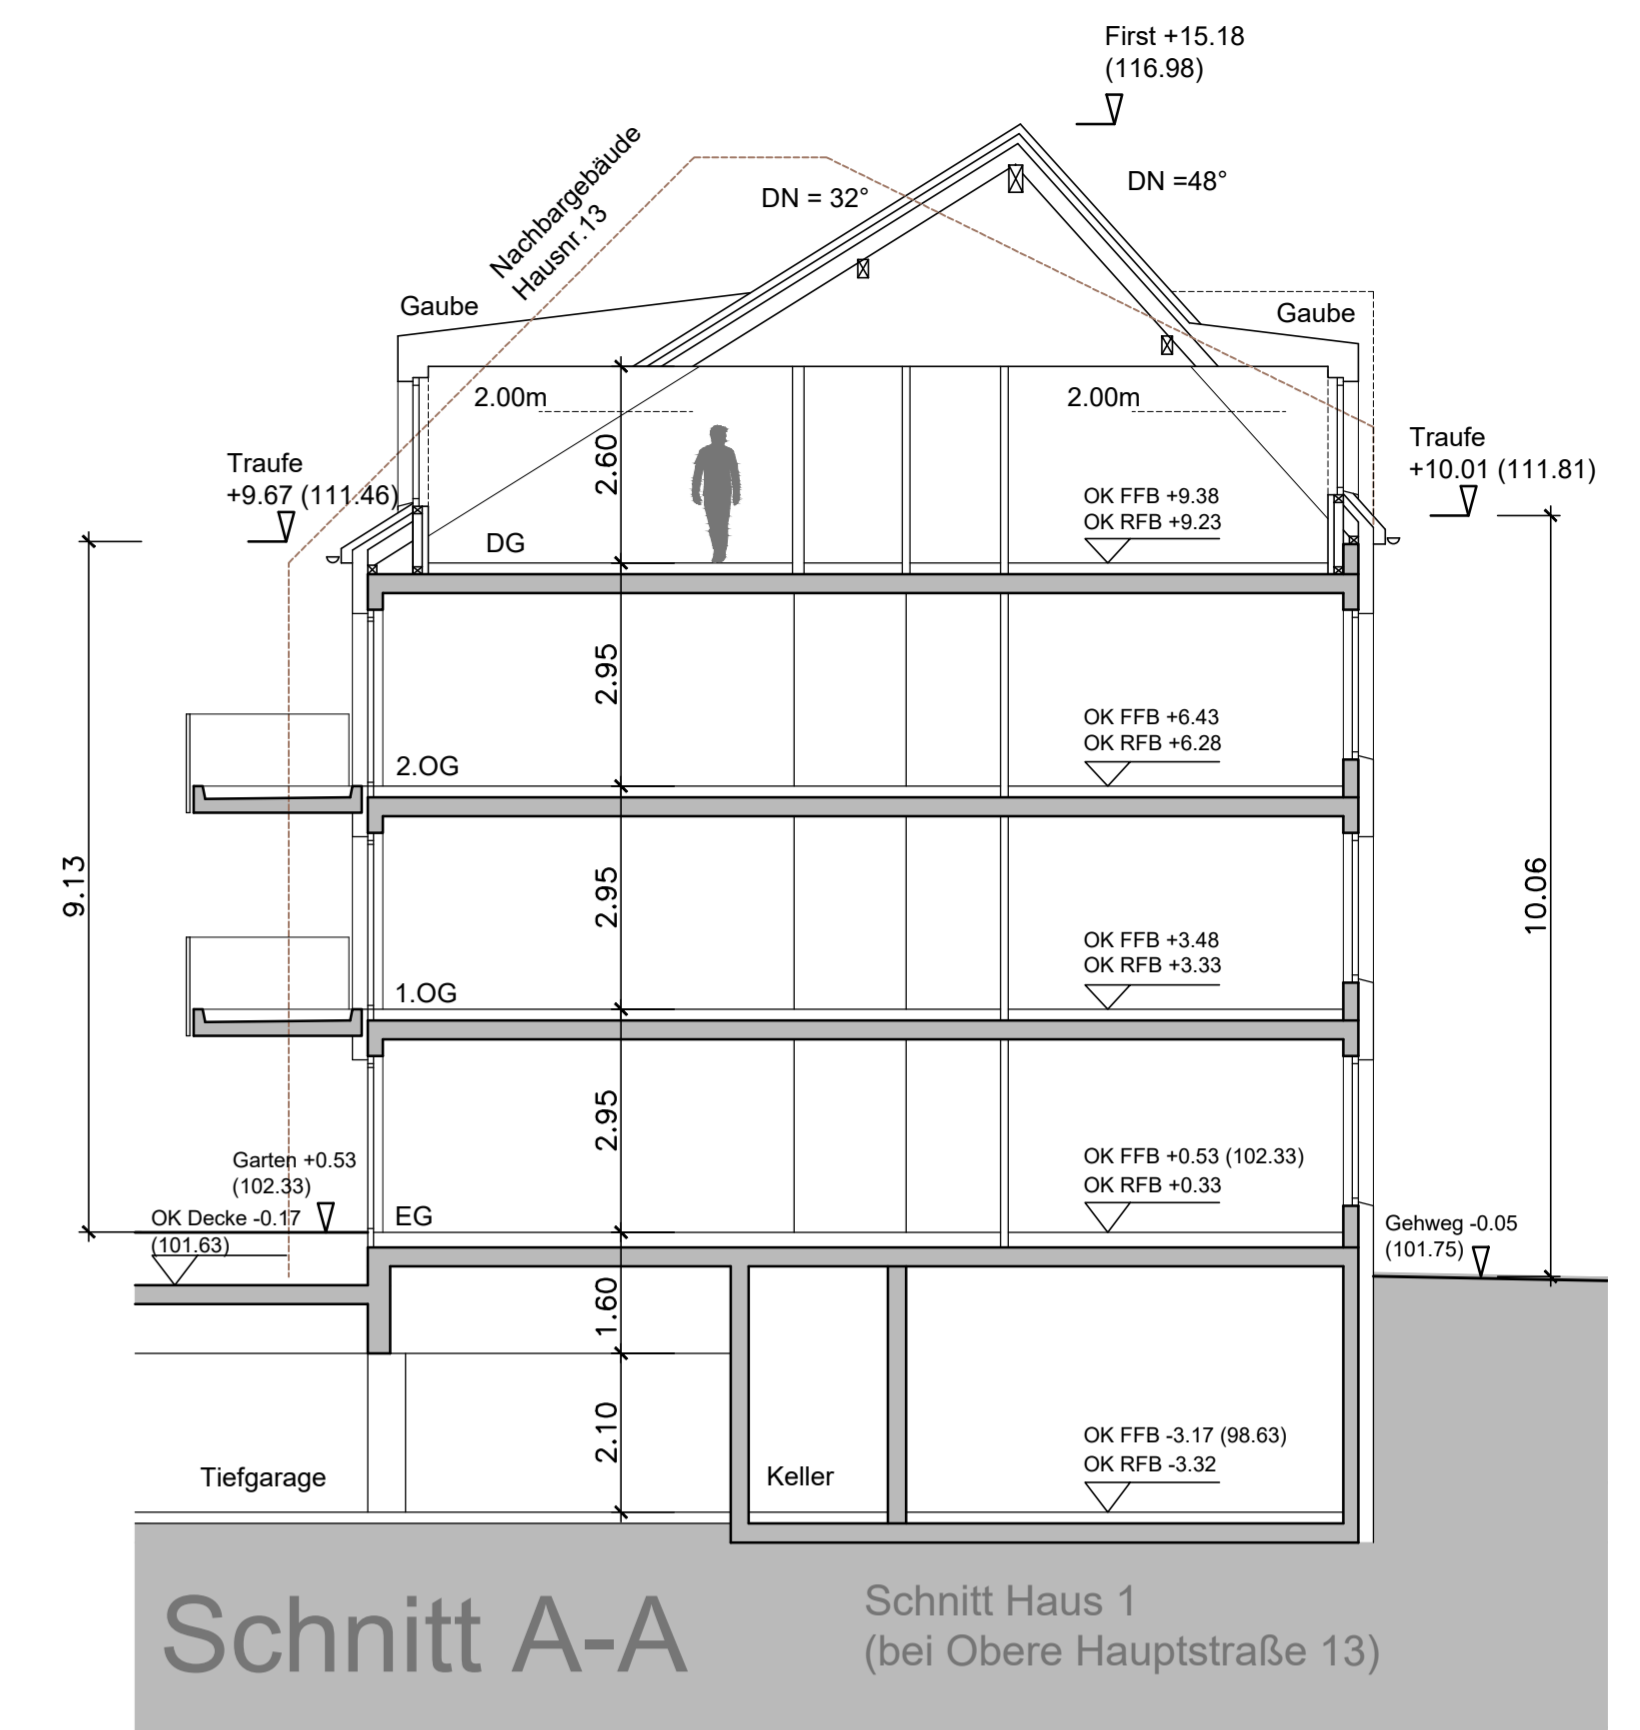 First +15.18
(116.98)
Nachbargebäude
Hausnr.13
DN = 32°
DN =48°
Gaube
Gaube
2.00m
2.00m
2.60
Traufe
+9.67 (111.46)
Traufe
+10.01 (111.81)
OK FFB +9.38
OK RFB +9.23
DG
2.95
OK FFB +6.43
OK RFB +6.28
2.OG
9.13
2.95
10.06
OK FFB +3.48
OK RFB +3.33
1.OG
2.95
Garten +0.53
(102.33)
OK FFB +0.53 (102.33)
OK RFB +0.33
OK Decke -0.17
(101.63)
EG
Gehweg -0.05
(101.75)
1.60
2.10
OK FFB -3.17 (98.63)
OK RFB -3.32
Tiefgarage
Keller
Schnitt A-A
Schnitt Haus 1
(bei Obere Hauptstraße 13)